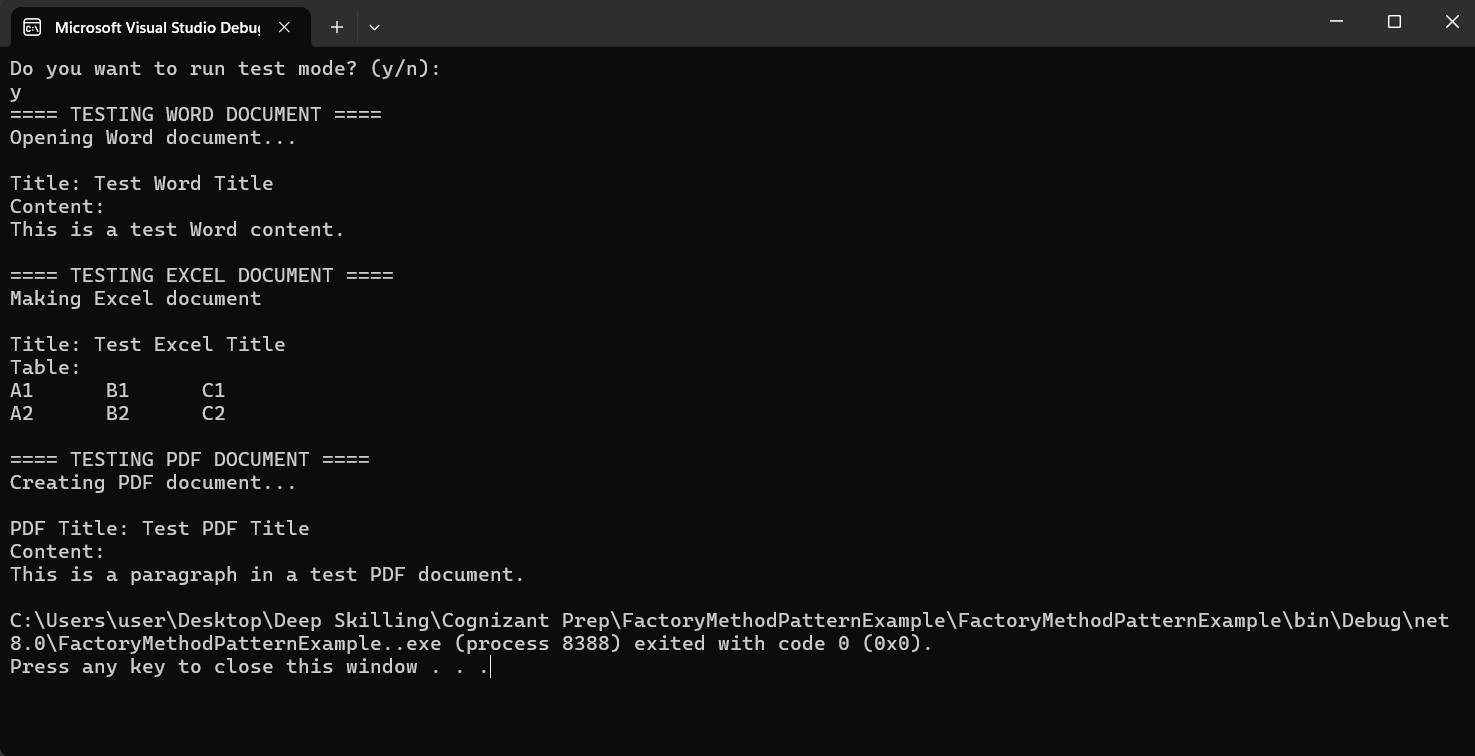 Microsoft Visual Studio Debug
Do you want to run test mode? (y/n):
y
==== TESTING WORD DOCUMENT ====
Opening Word document...
Title: Test Word Title
Content:
This is a test Word content.
==== TESTING EXCEL DOCUMENT ====
Making Excel document
Title: Test Excel Title
Table:
A1 B1 C1
A2 B2 C2
==== TESTING PDF DOCUMENT ====
Creating PDF document...
PDF Title: Test PDF Title
Content:
This is a paragraph in a test PDF document.
C:\Users\user\Desktop\Deep Skilling\Cognizant Prep\FactoryMethodPatternExample\FactoryMethodPatternExample\bin\Debug\net
8.0\FactoryMethodPatternExample..exe (process 8388) exited with code 0 (0x0).
Press any key to close this window . . .